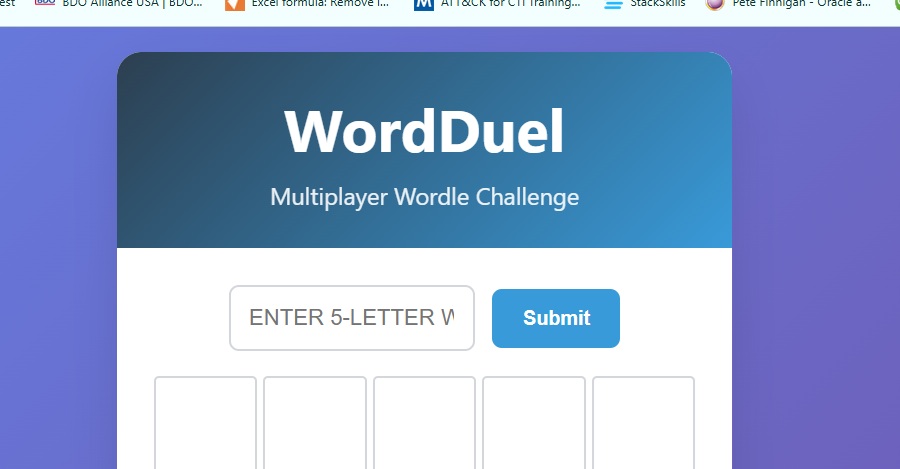 est BDO BDO Alliance USA | BDO... Excel formula: Remove i... M ATT&CK for CTI Training... StackSkills Pete Finnigan - Oracle a...
WordDuel
Multiplayer Wordle Challenge
ENTER 5-LETTER W Submit